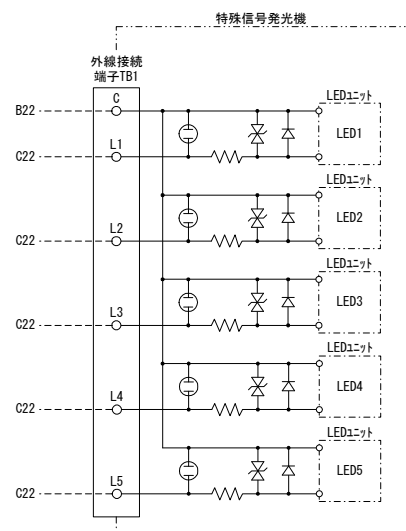 特殊信号発光機
外線接続
端子TB1
LEDユニット
B22
C
LED1
C22
L1
LEDユニット
LED2
C22
L2
LEDユニット
LED3
C22
L3
LEDユニット
LED4
C22
L4
LEDユニット
LED5
C22
L5